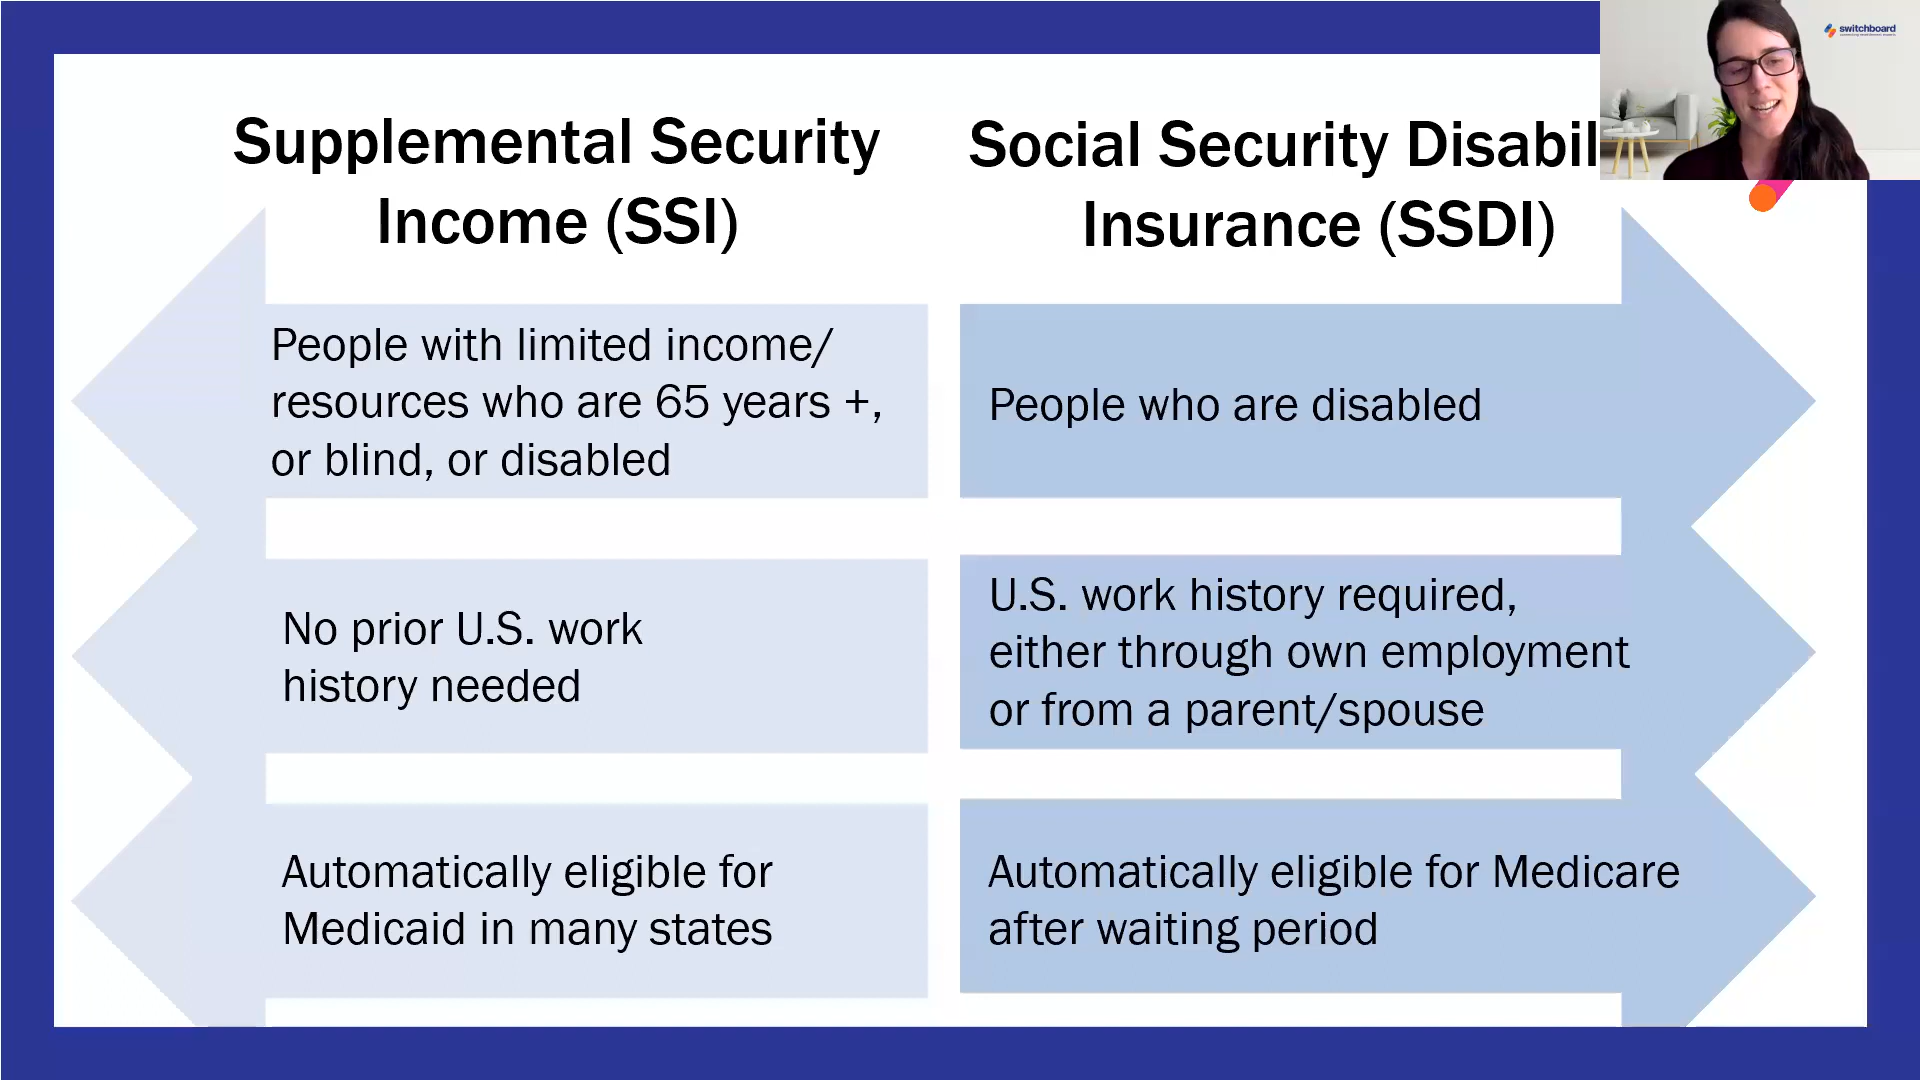 switchboard
Supplemental Security
Income (SSI)
Social Security Disabil
Insurance (SSDI)
People with limited income/
resources who are 65 years +,
or blind, or disabled
People who are disabled
No prior U.S. work
history needed
U.S. work history required,
either through own employment
or from a parent/spouse
Automatically eligible for
Medicaid in many states
Automatically eligible for Medicare
after waiting period